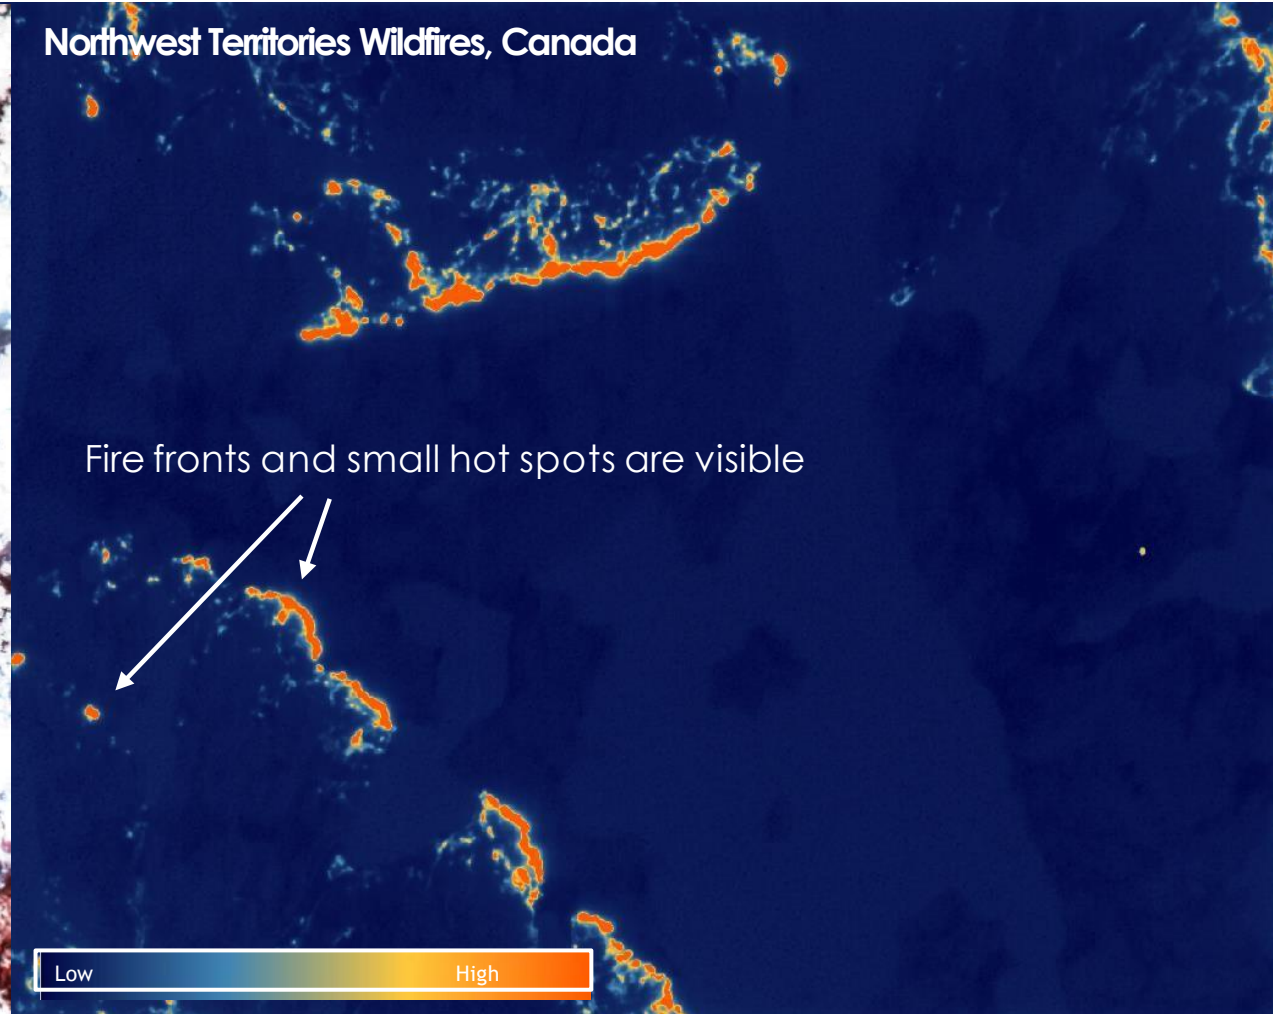 Northwest Territories Wildfires, Canada
Fire fronts and small hot spots are visible
Low High